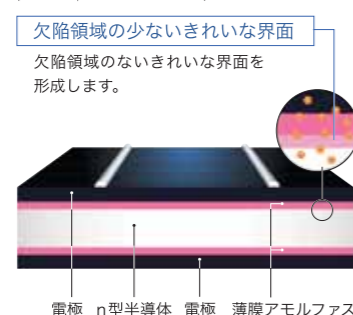 欠陥領域の少ないきれいな界面
欠陥領域のないきれいな界面を
形成します。
電極 n型半導体 電極 薄膜アモルファス